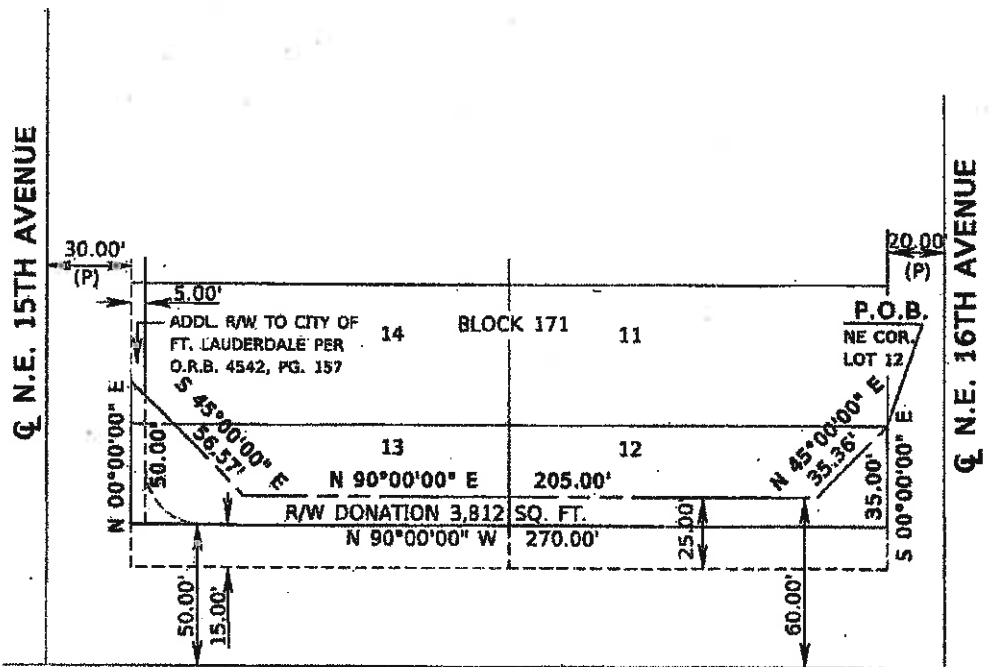 ℄ N.E. 15TH AVENUE
℄ N.E. 16TH AVENUE
30.00'
(P)
20.00'
(P)
5.00'
ADDL. R/W TO CITY OF
FT. LAUDERDALE PER
O.R.B. 4542, PG. 157
14
BLOCK 171
11
P.O.B.
NE COR.
LOT 12
N 00°00'00" E
50.00'
S 45°00'00" E
56.57'
13
12
N 45°00'00" E
35.36'
35.00'
S 00°00'00" E
N 90°00'00" E
205.00'
R/W DONATION 3,812 SQ. FT.
N 90°00'00" W
270.00'
25.00'
50.00'
15.00'
60.00'